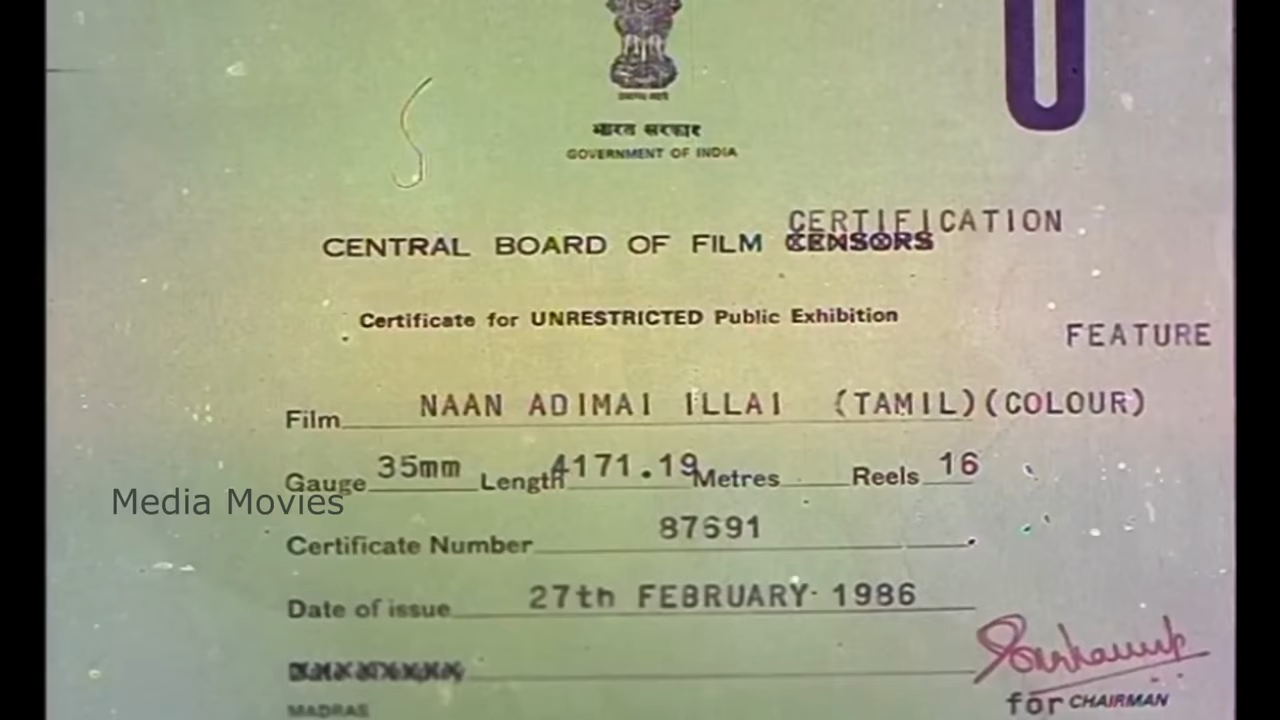 U
भारत सरकार
GOVERNMENT OF INDIA
CERTIFICATION
CENTRAL BOARD OF FILM CENSORS
Certificate for UNRESTRICTED Public Exhibition
FEATURE
Film NAAN ADIMAI ILLAI (TAMIL) (COLOUR)
Gauge 35mm Length 4171.19 Metres Reels 16
Media Movies
Certificate Number 87691
Date of issue 27th FEBRUARY 1986
for CHAIRMAN
MADRAS